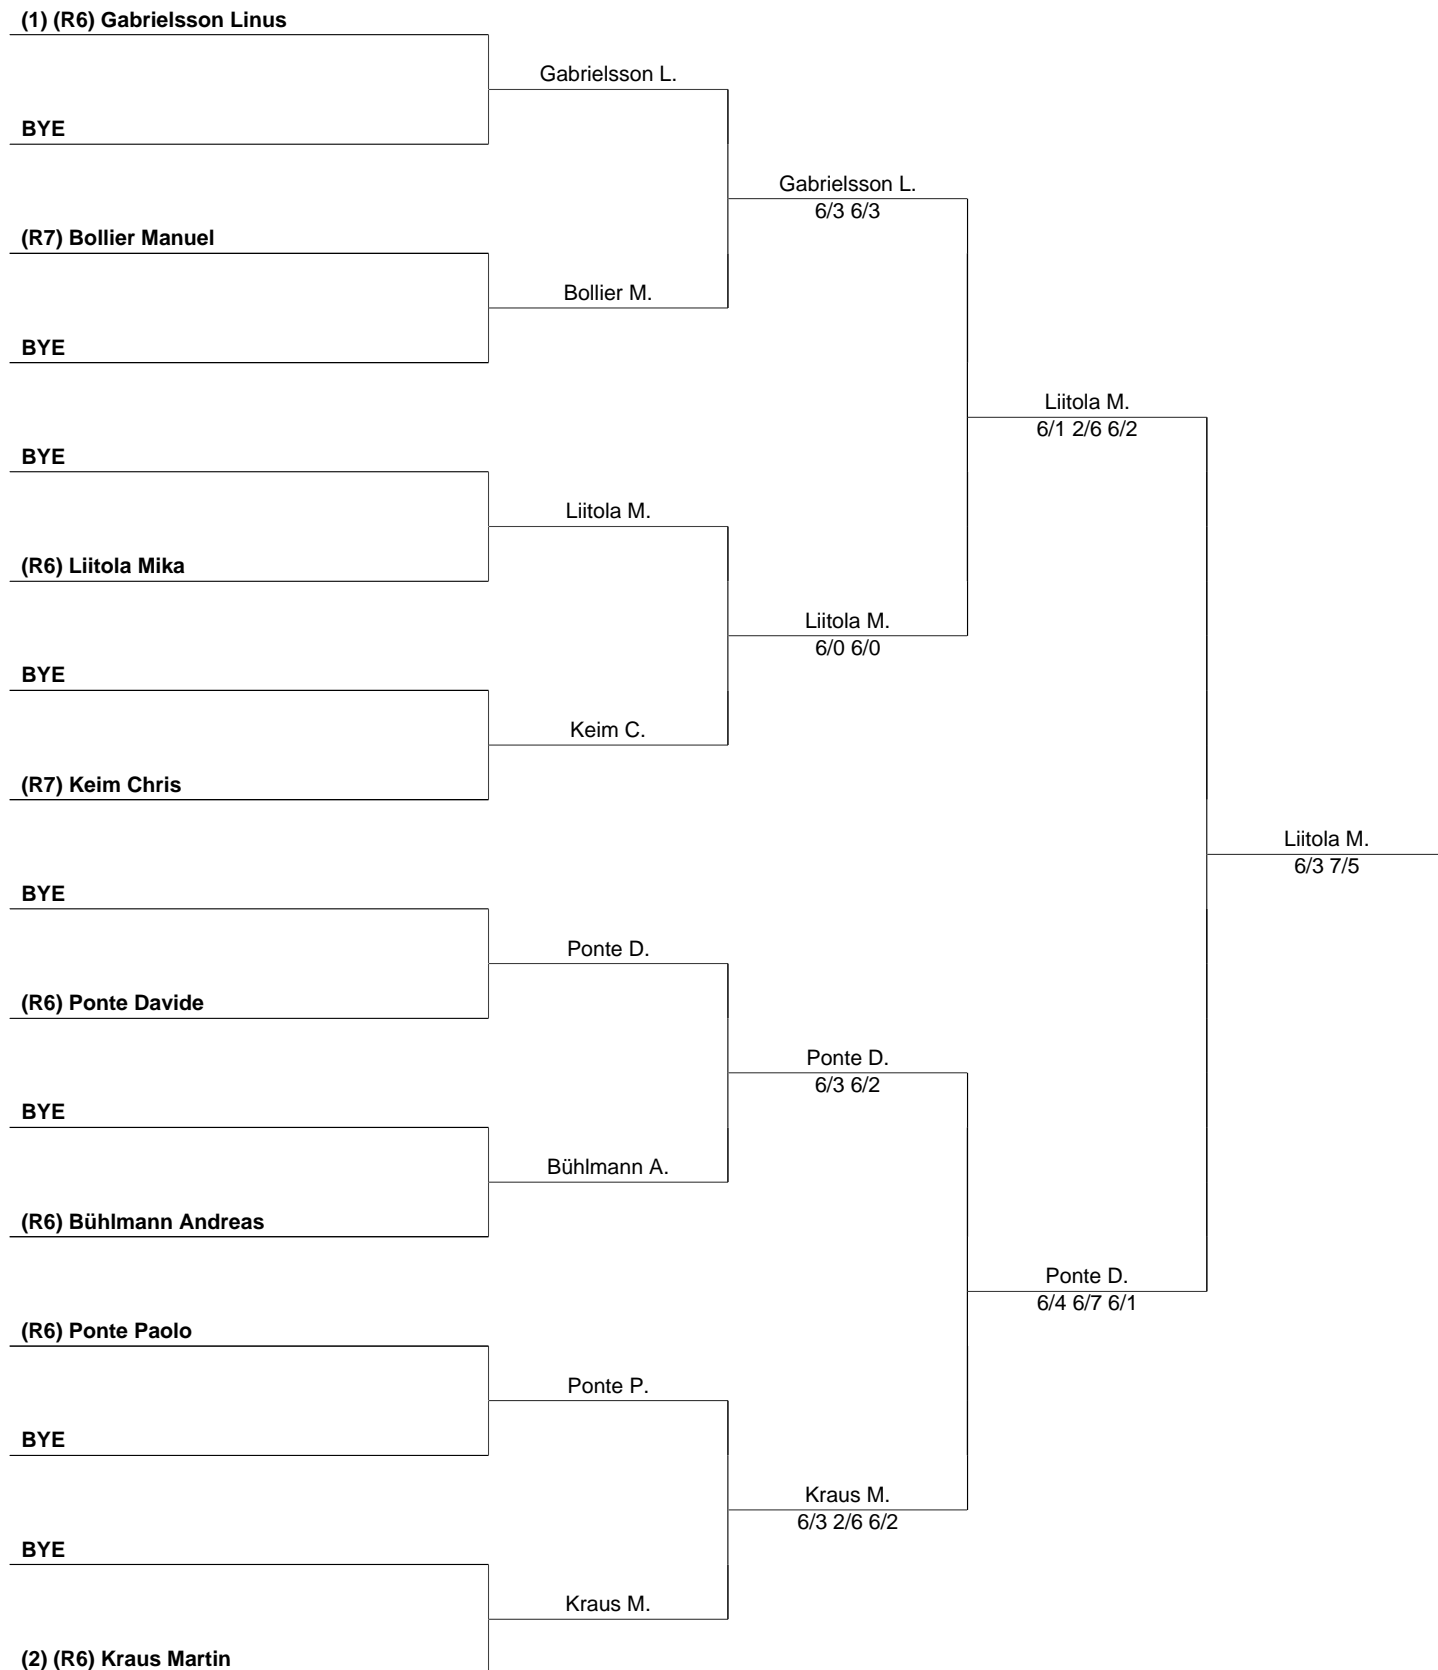 (1) (R6) Gabrielsson Linus
Gabrielsson L.
BYE
Gabrielsson L.
6/3 6/3
(R7) Bollier Manuel
Bollier M.
BYE
Liitola M.
6/1 2/6 6/2
BYE
Liitola M.
(R6) Liitola Mika
Liitola M.
6/0 6/0
BYE
Keim C.
(R7) Keim Chris
Liitola M.
6/3 7/5
BYE
Ponte D.
(R6) Ponte Davide
Ponte D.
6/3 6/2
BYE
Bühlmann A.
(R6) Bühlmann Andreas
Ponte D.
6/4 6/7 6/1
(R6) Ponte Paolo
Ponte P.
BYE
Kraus M.
6/3 2/6 6/2
BYE
Kraus M.
(2) (R6) Kraus Martin